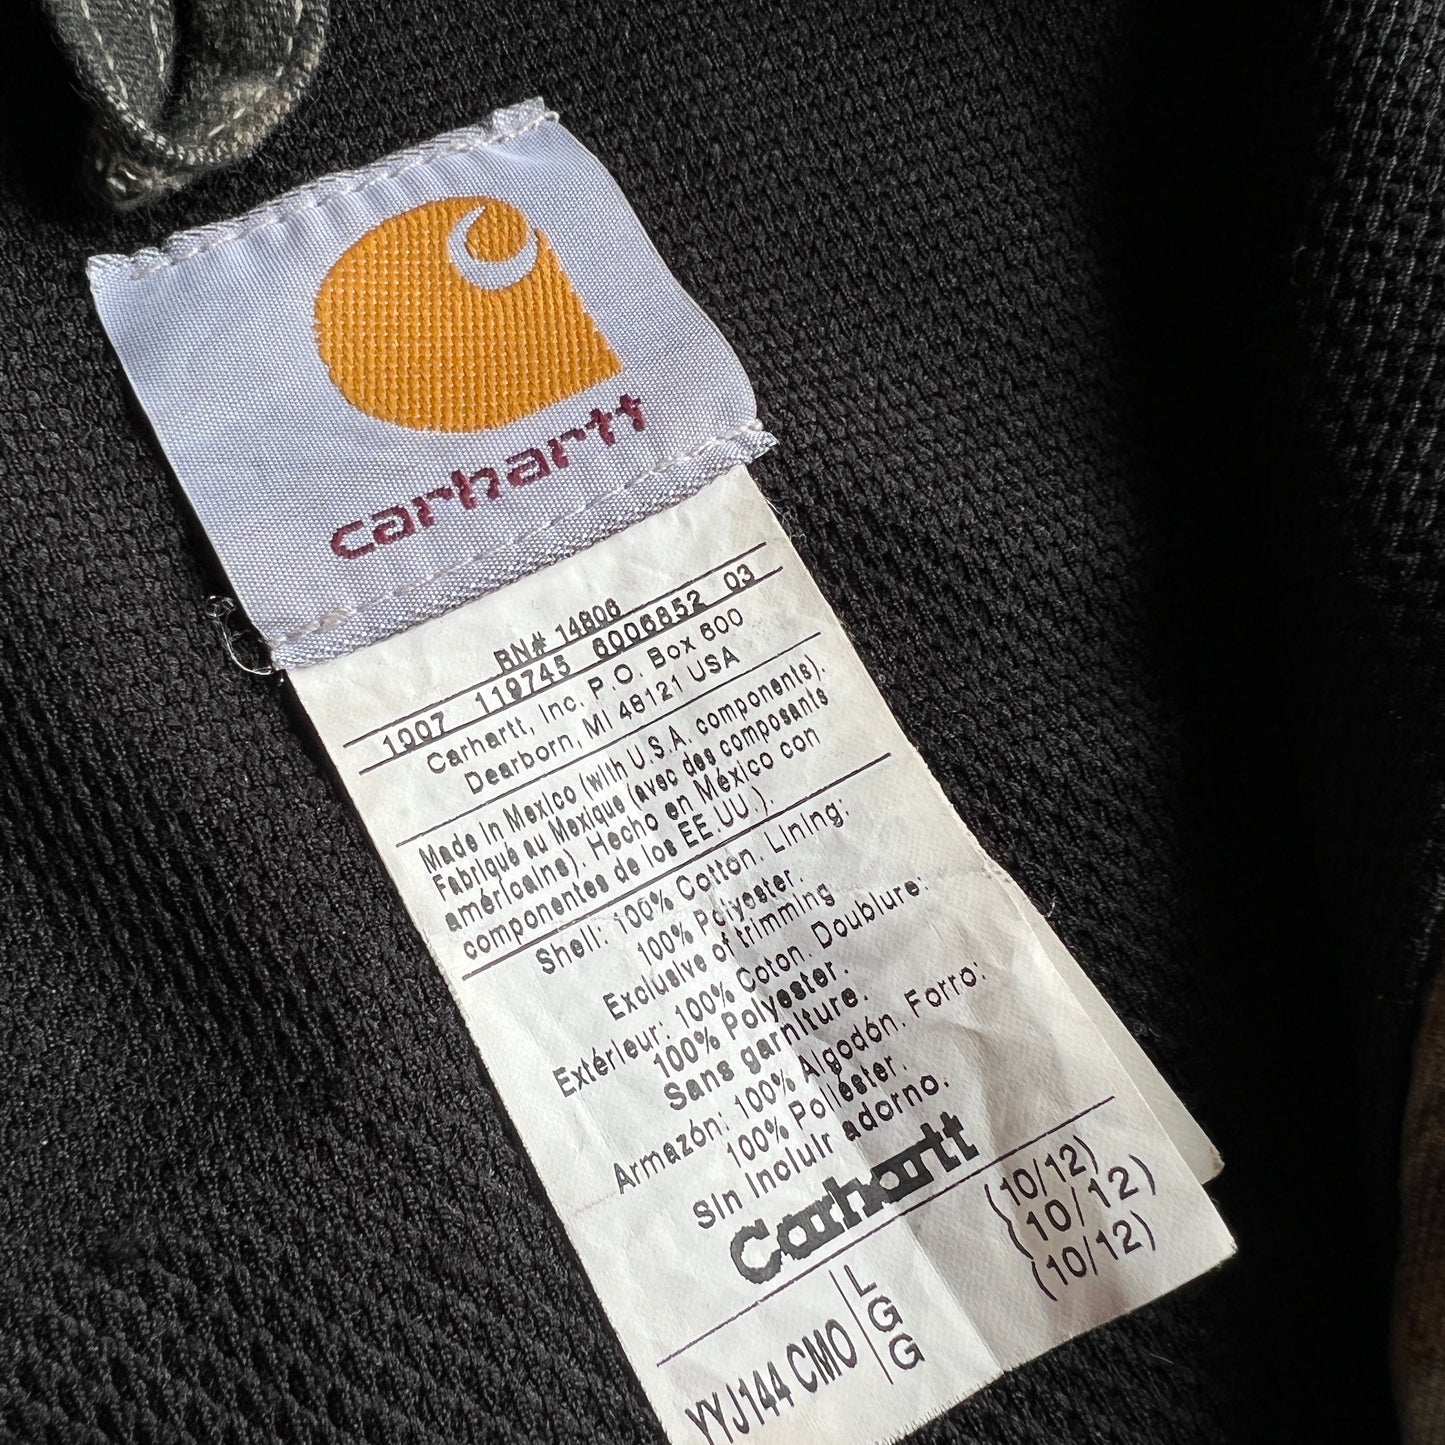 carhartt
RN# 14806
1007 119745 6006852 03
Carhartt, Inc. P.O. Box 600
Dearborn, MI 48121 USA
Made in Mexico (with U.S.A. components).
Fabriqué au Mexique (avec des composants
américains). Hecho en México con
componentes de los EE.UU.).
Shell: 100% Cotton. Lining:
100% Polyester.
Exclusive of trimming
Extérieur: 100% Coton. Doublure:
100% Polyester.
Sans garniture.
Armazón: 100% Algodón. Forro:
100% Poliéster.
Sin Incluir adorno.
Carhartt
YYJ144 CMO
L (10/12)
G (10/12)
G (10/12)